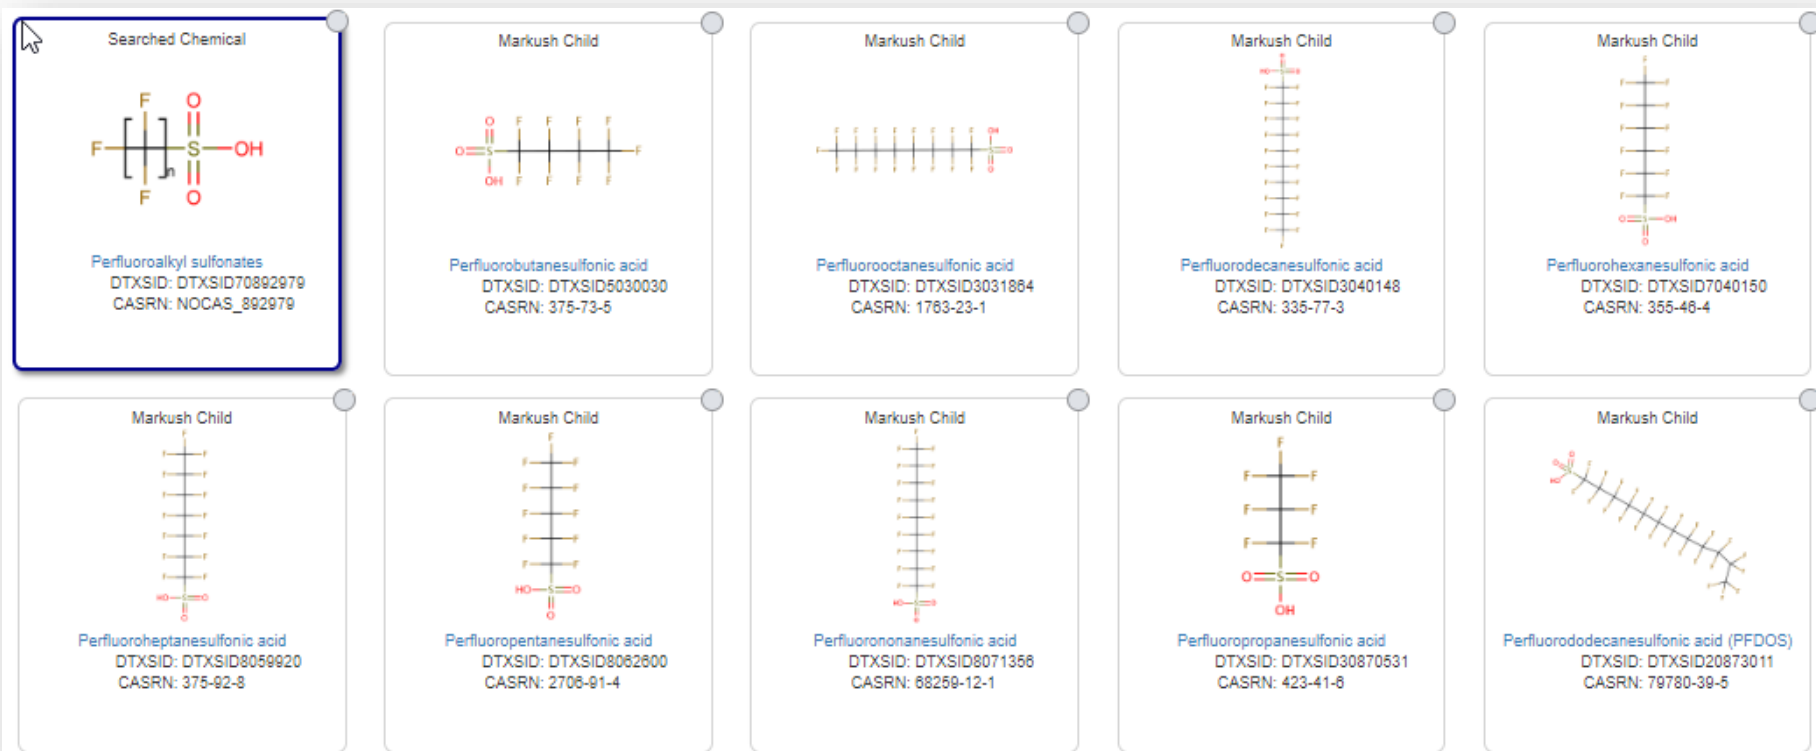 Searched Chemical
F
O
F
[
]
n
S
OH
F
O
Perfluoroalkyl sulfonates
DTXSID: DTXSID70892979
CASRN: NOCAS_892979
Markush Child
O F F F F
O S F
OH F F F F
Perfluorobutanesulfonic acid
DTXSID: DTXSID5030030
CASRN: 375-73-5
Markush Child
Perfluorooctanesulfonic acid
DTXSID: DTXSID3031864
CASRN: 1763-23-1
Markush Child
Perfluorodecanesulfonic acid
DTXSID: DTXSID3040148
CASRN: 335-77-3
Markush Child
Perfluorohexanesulfonic acid
DTXSID: DTXSID7040150
CASRN: 355-46-4
Markush Child
Perfluoroheptanesulfonic acid
DTXSID: DTXSID8059920
CASRN: 375-92-8
Markush Child
F
F F
F F
F F
F F
F F
HO S O
O
Perfluoropentanesulfonic acid
DTXSID: DTXSID8062600
CASRN: 2706-91-4
Markush Child
Perfluorononanesulfonic acid
DTXSID: DTXSID8071356
CASRN: 68259-12-1
Markush Child
F
F F
F F
F F
O S O
OH
Perfluoropropanesulfonic acid
DTXSID: DTXSID30870531
CASRN: 423-41-6
Markush Child
Perfluorododecanesulfonic acid (PFDOS)
DTXSID: DTXSID20873011
CASRN: 79780-39-5